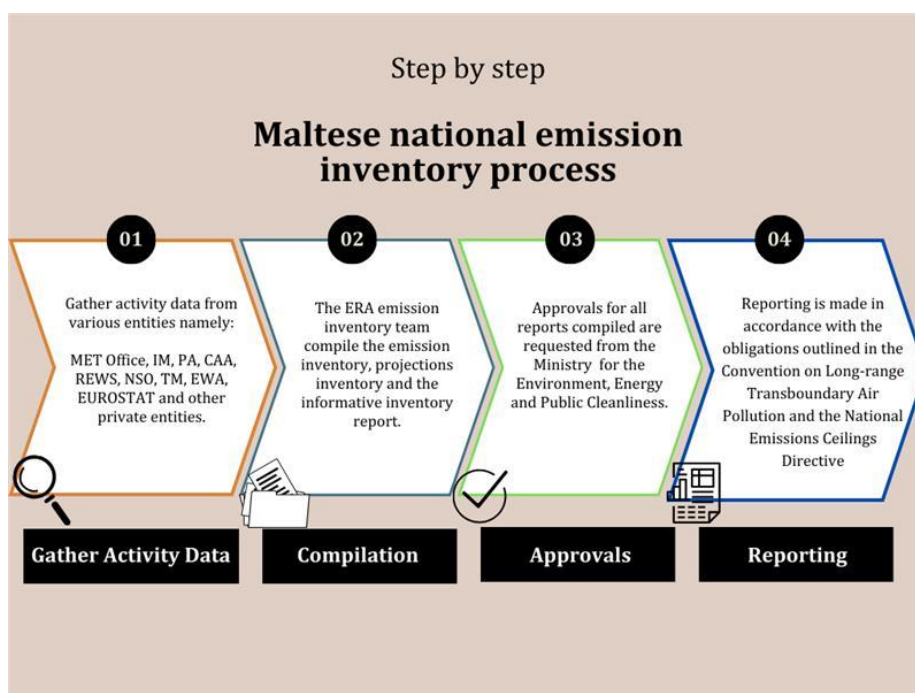 Step by step
Maltese national emission
inventory process
01
Gather activity data from
various entities namely:
MET Office, IM, PA, CAA,
REWS, NSO, TM, EWA,
EUROSTAT and other
private entities.
02
The ERA emission
inventory team
compile the emission
inventory, projections
inventory and the
informative inventory
report.
03
Approvals for all
reports compiled are
requested from the
Ministry for the
Environment, Energy
and Public Cleanliness.
04
Reporting is made in
accordance with the
obligations outlined in the
Convention on Long-range
Transboundary Air
Pollution and the National
Emissions Ceilings
Directive
Gather Activity Data
Compilation
Approvals
Reporting